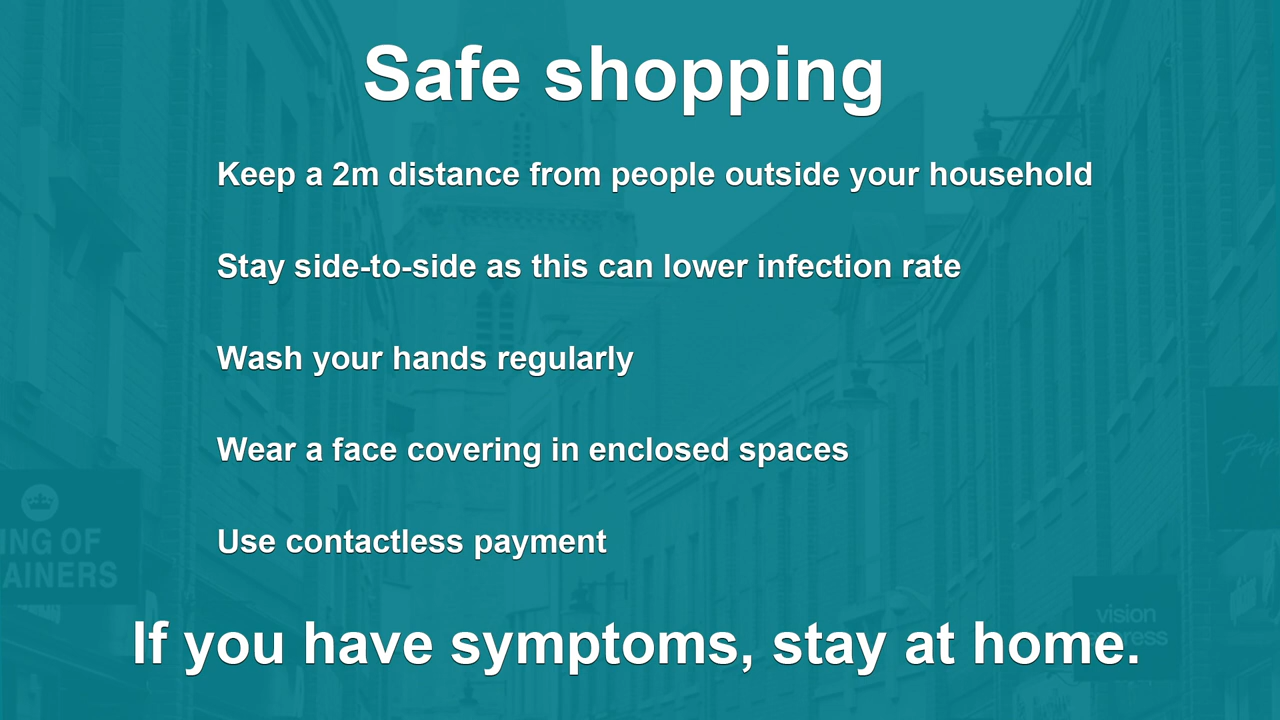 Safe shopping
Keep a 2m distance from people outside your household
Stay side-to-side as this can lower infection rate
Wash your hands regularly
Wear a face covering in enclosed spaces
Use contactless payment
ING OF
AINERS
vision
If you have symptoms, stay at home.